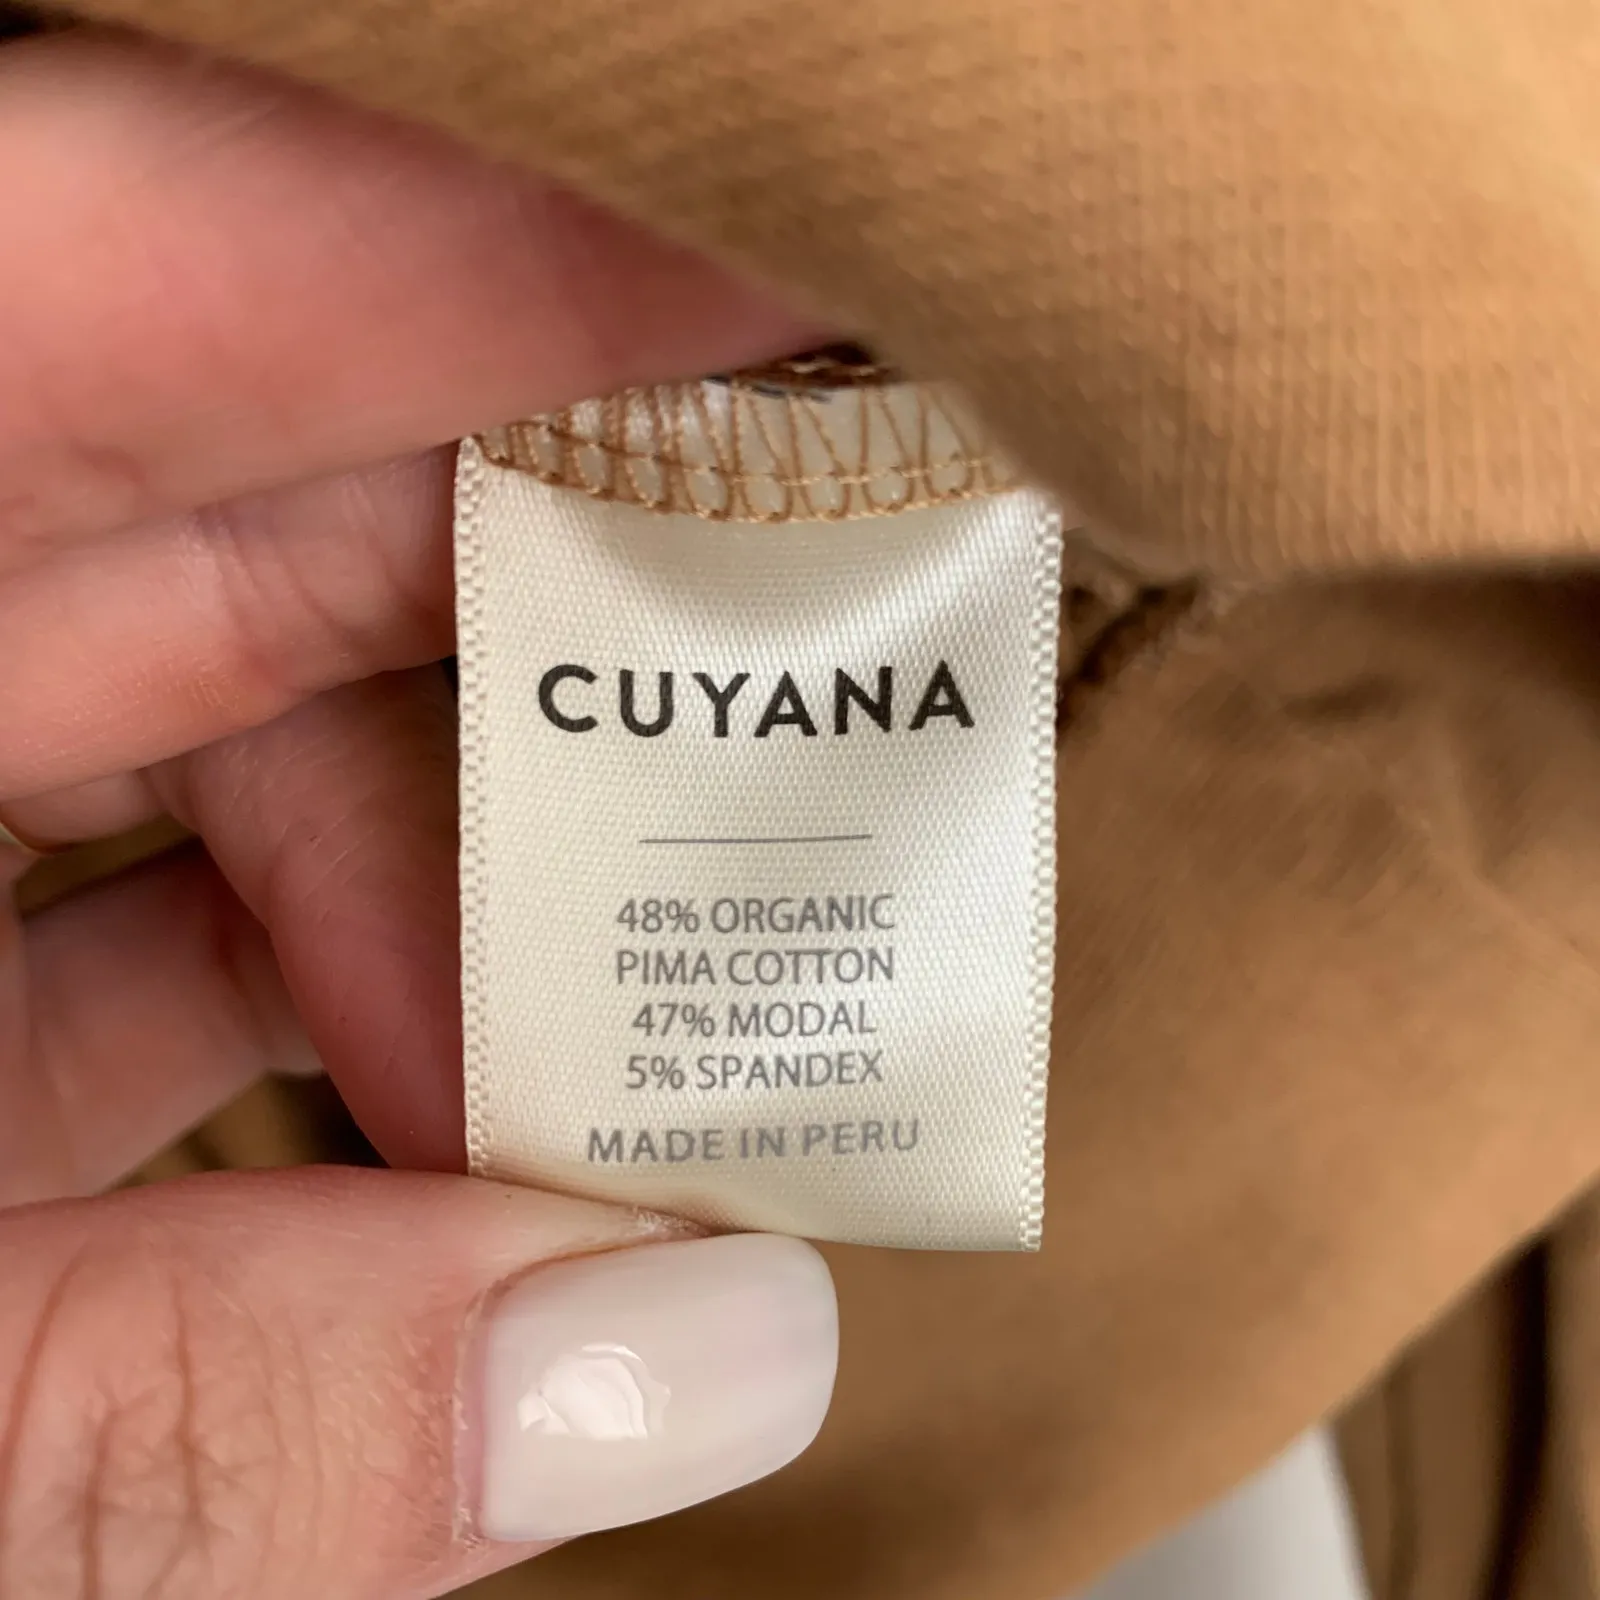 CUYANA
48% ORGANIC
PIMA COTTON
47% MODAL
5% SPANDEX
MADE IN PERU